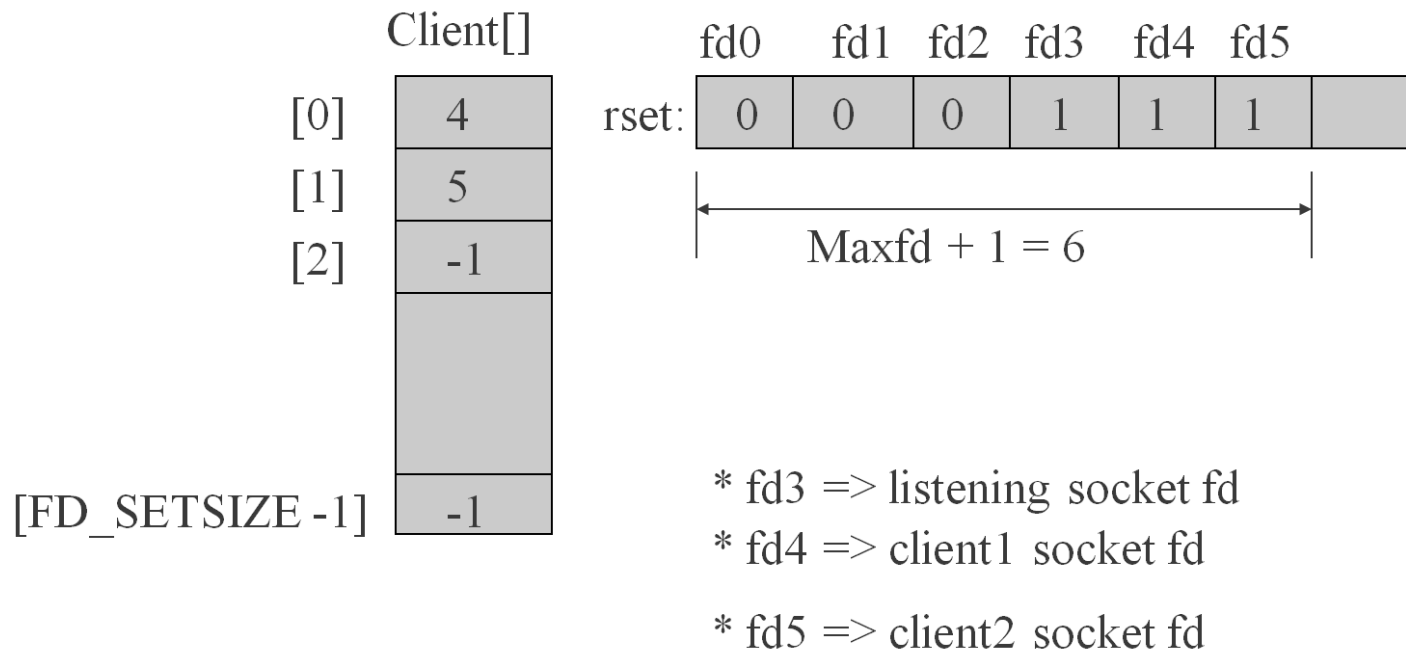 Client[]
[0] 4
[1] 5
[2] -1
[FD_SETSIZE -1] -1
fd0 fd1 fd2 fd3 fd4 fd5
rset: 0 0 0 1 1 1
Maxfd + 1 = 6
* fd3 => listening socket fd
* fd4 => client1 socket fd
* fd5 => client2 socket fd